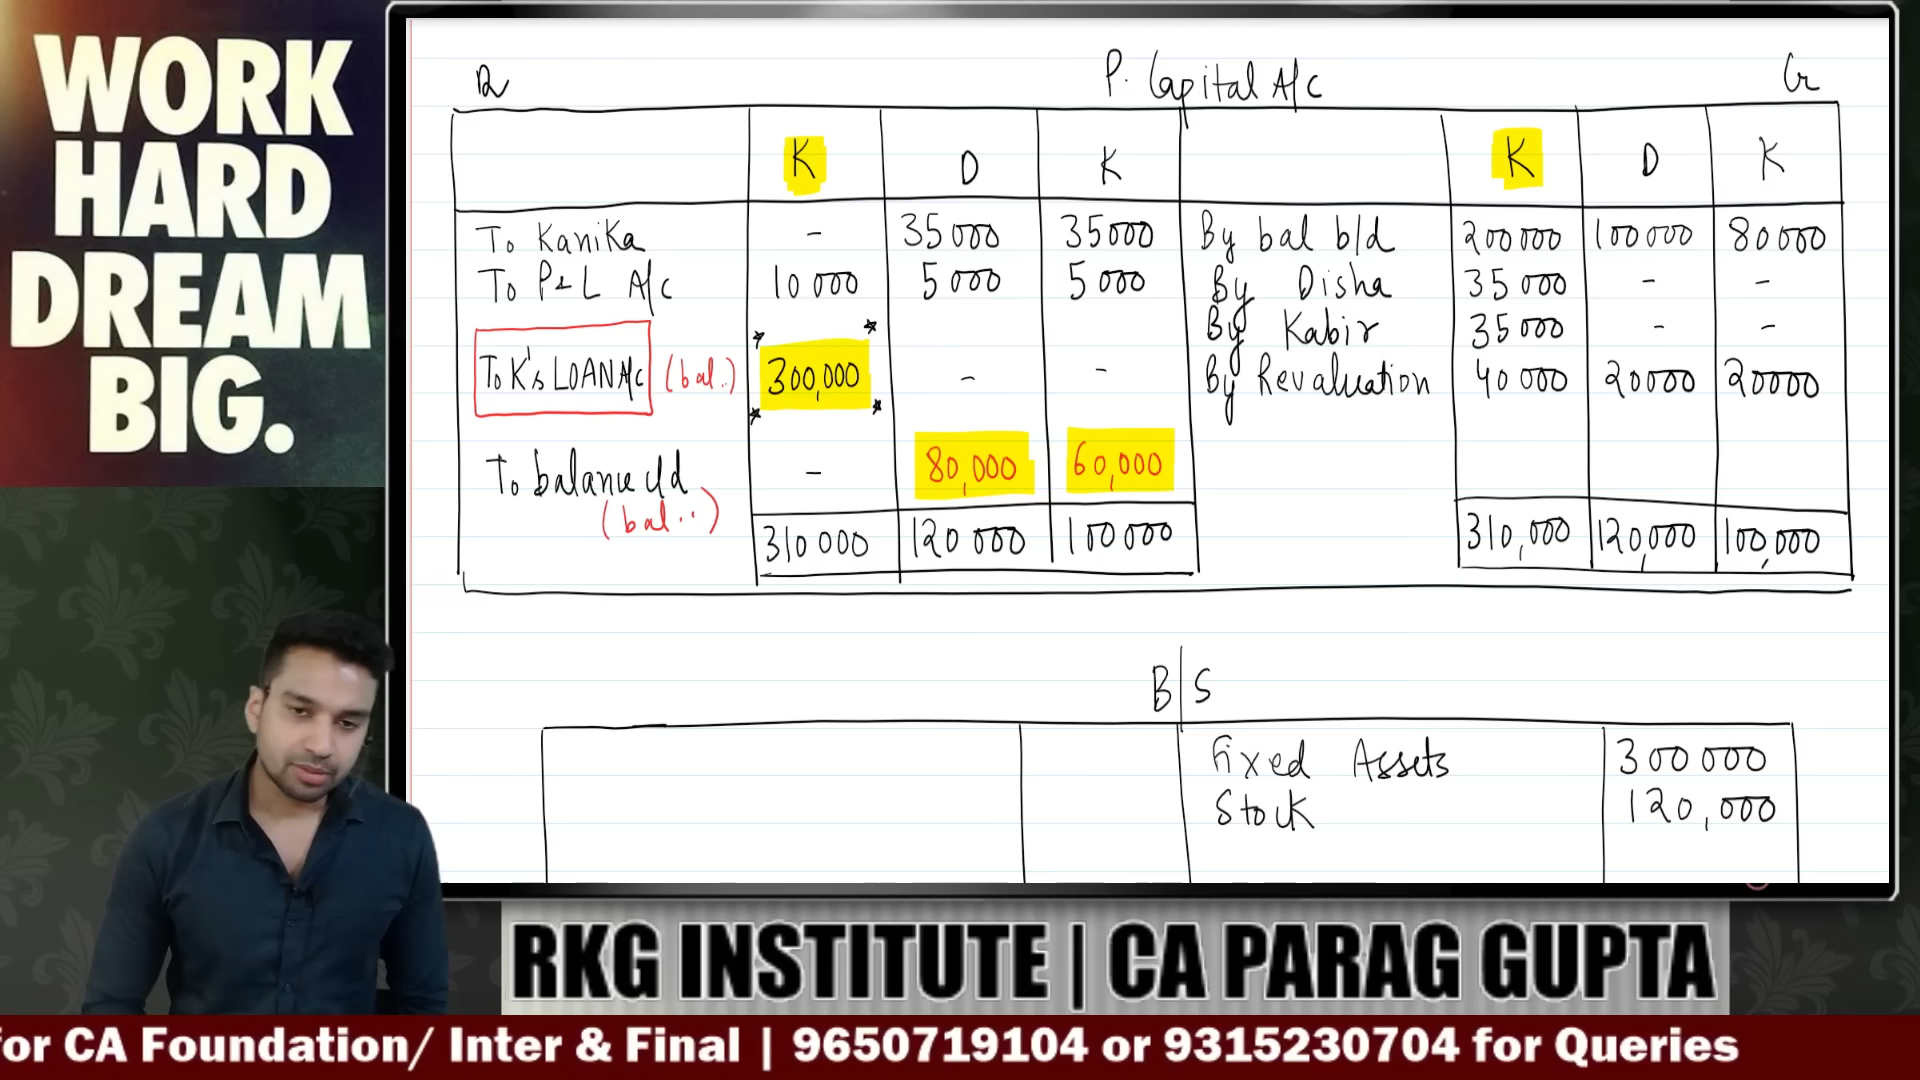 WORK
HARD
DREAM
BIG.
Dr P. Capital A/c Cr
K D K K D K
To Kanika - 35000 35000 By bal b/d 200000 100000 80000
To P&L A/c 10000 5000 5000 By Disha 35000 - -
By Kabir 35000 - -
To K's LOAN A/c (bal..) 300,000 - - By Revaluation 40000 20000 20000
To balance c/d - 80,000 60,000
(bal..)
310000 120000 100000 310,000 120,000 100,000
B/S
Fixed Assets 300000
Stock 120,000
RKG INSTITUTE | CA PARAG GUPTA
for CA Foundation/ Inter & Final | 9650719104 or 9315230704 for Queries